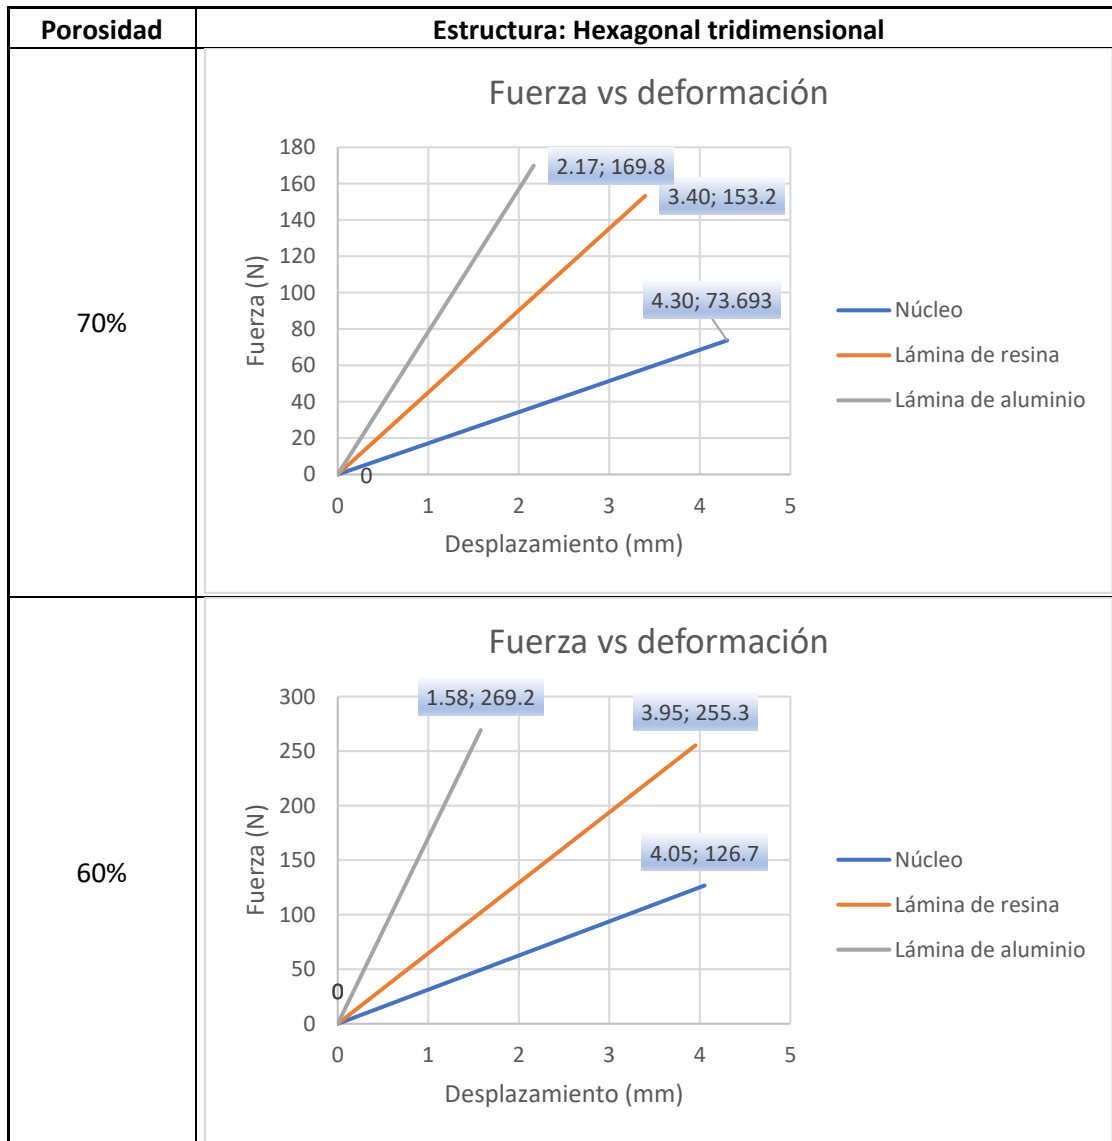 Porosidad
Estructura: Hexagonal tridimensional
70%
Fuerza vs deformación
180
160
140
120
100
80
60
40
20
0
Fuerza (N)
2.17; 169.8
3.40; 153.2
4.30; 73.693
0
0 1 2 3 4 5
Desplazamiento (mm)
Núcleo
Lámina de resina
Lámina de aluminio
60%
Fuerza vs deformación
300
250
200
150
100
50
0
Fuerza (N)
1.58; 269.2
3.95; 255.3
4.05; 126.7
0
0 1 2 3 4 5
Desplazamiento (mm)
Núcleo
Lámina de resina
Lámina de aluminio